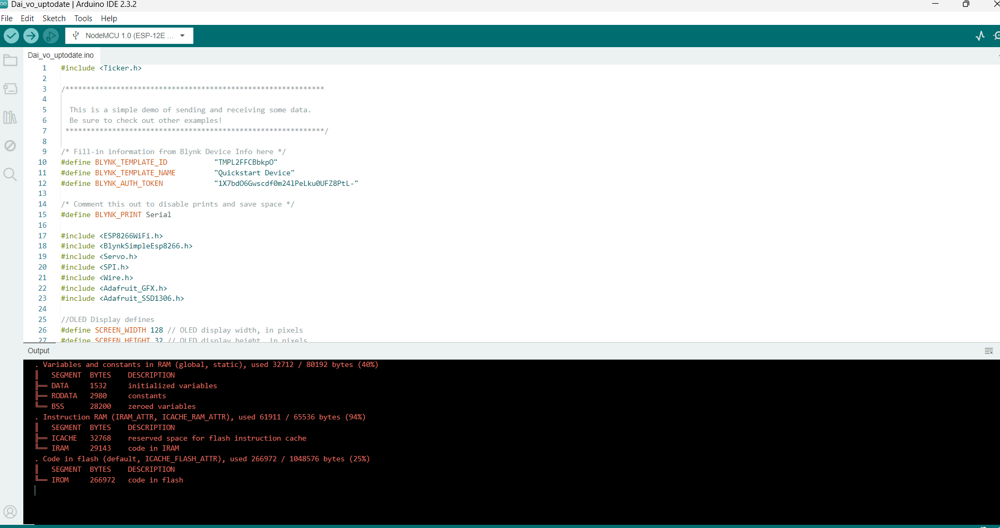 Dai_vo_uptodate | Arduino IDE 2.3.2
File Edit Sketch Tools Help
NodeMCU 1.0 (ESP-12E ...
Dai_vo_uptodate.ino
1 #include <Ticker.h>
2
3 /*************************************************************
4
5 This is a simple demo of sending and receiving some data.
6 Be sure to check out other examples!
7 *************************************************************/
8
9 /* Fill-in information from Blynk Device Info here */
10 #define BLYNK_TEMPLATE_ID "TMPL2FFCBbkpO"
11 #define BLYNK_TEMPLATE_NAME "Quickstart Device"
12 #define BLYNK_AUTH_TOKEN "1X7bdO6Gwscdf0m241PeLku0UFZ8PtL-"
13
14 /* Comment this out to disable prints and save space */
15 #define BLYNK_PRINT Serial
16
17 #include <ESP8266WiFi.h>
18 #include <BlynkSimpleEsp8266.h>
19 #include <Servo.h>
20 #include <SPI.h>
21 #include <Wire.h>
22 #include <Adafruit_GFX.h>
23 #include <Adafruit_SSD1306.h>
24
25 //OLED Display defines
26 #define SCREEN_WIDTH 128 // OLED display width, in pixels
27 #define SCREEN_HEIGHT 32 // OLED display height, in pixels
Output
. Variables and constants in RAM (global, static), used 32712 / 80192 bytes (40%)
║ SEGMENT BYTES DESCRIPTION
╠══ DATA 1532 initialized variables
╠══ RODATA 2980 constants
╚══ BSS 28200 zeroed variables
. Instruction RAM (IRAM_ATTR, ICACHE_RAM_ATTR), used 61911 / 65536 bytes (94%)
║ SEGMENT BYTES DESCRIPTION
╠══ ICACHE 32768 reserved space for flash instruction cache
╚══ IRAM 29143 code in IRAM
. Code in flash (default, ICACHE_FLASH_ATTR), used 266972 / 1048576 bytes (25%)
║ SEGMENT BYTES DESCRIPTION
╚══ IROM 266972 code in flash